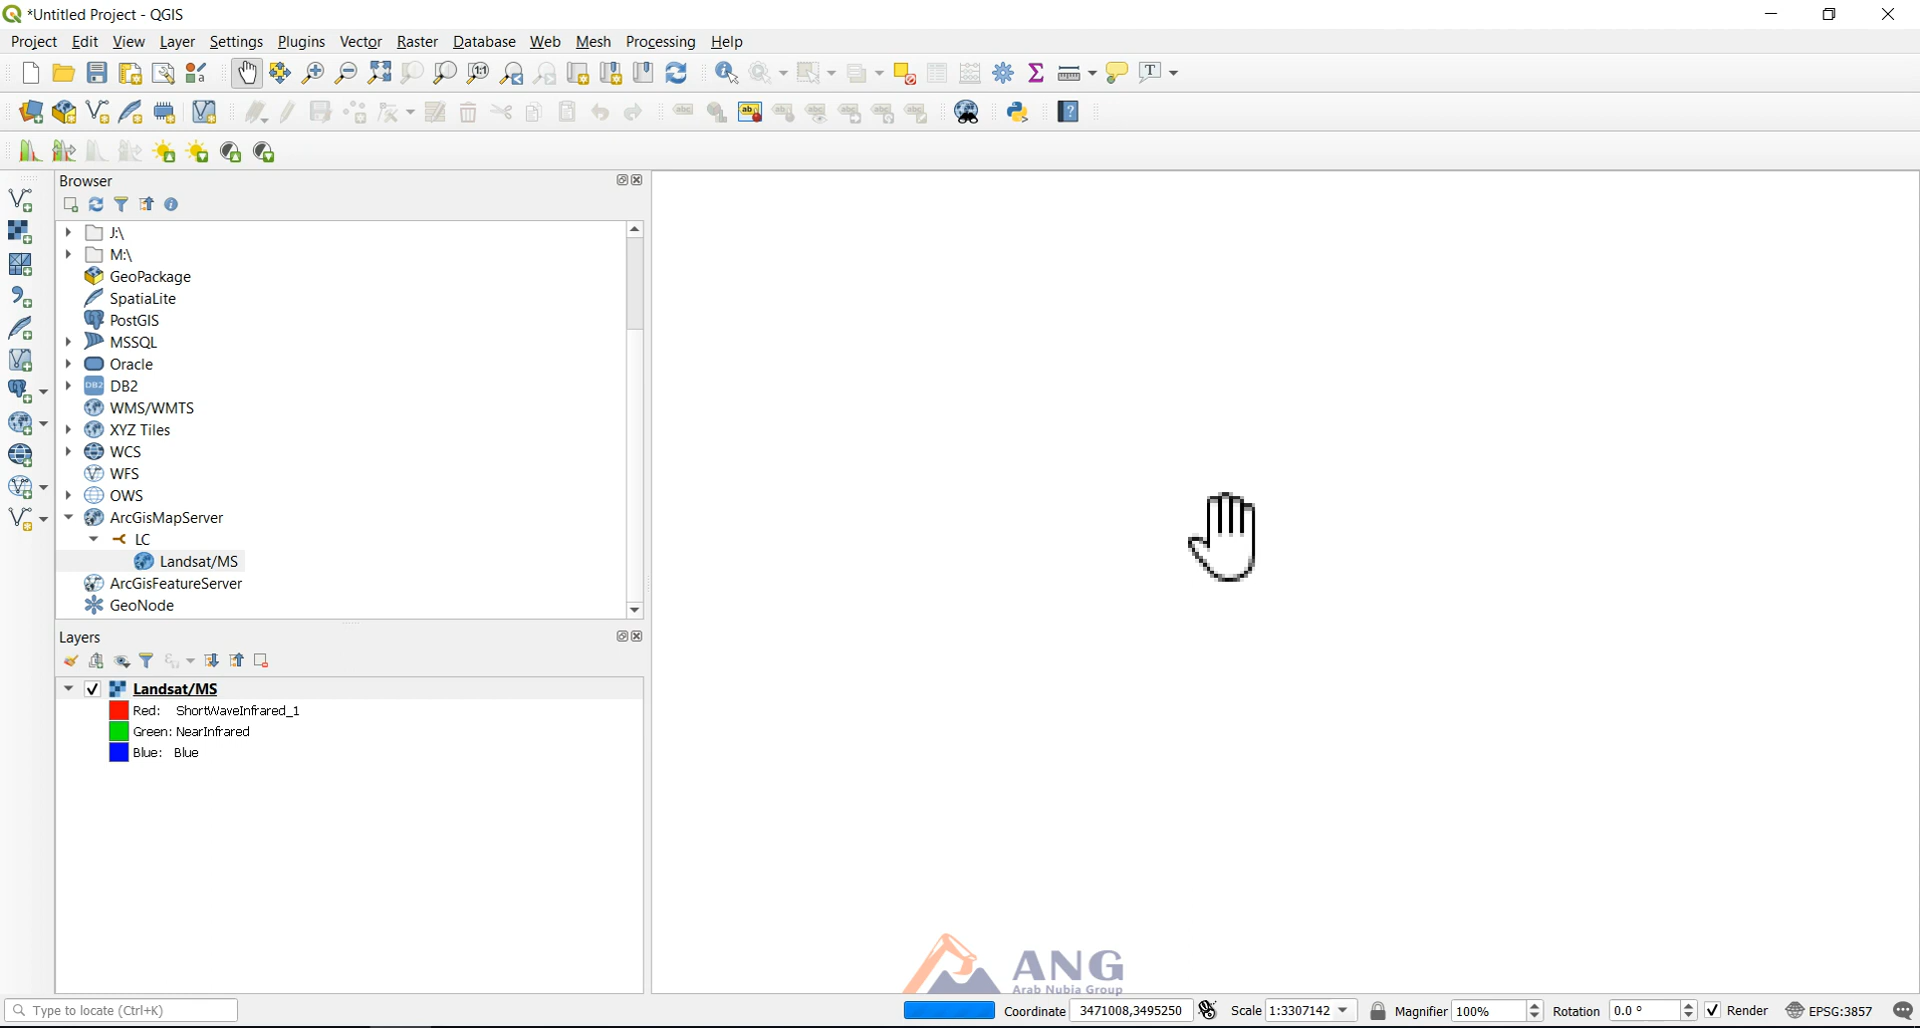 *Untitled Project - QGIS
Project Edit View Layer Settings Plugins Vector Raster Database Web Mesh Processing Help
Browser
J:\
M:\
GeoPackage
SpatiaLite
PostGIS
MSSQL
Oracle
DB2
WMS/WMTS
XYZ Tiles
WCS
WFS
OWS
ArcGisMapServer
LC
Landsat/MS
ArcGisFeatureServer
GeoNode
Layers
Landsat/MS
Red: ShortWaveInfrared_1
Green: NearInfrared
Blue: Blue
ANG
Arab Nubia Group
Type to locate (Ctrl+K) Coordinate 3471008,3495250 Scale 1:3307142 Magnifier 100% Rotation 0.0 ° Render EPSG:3857